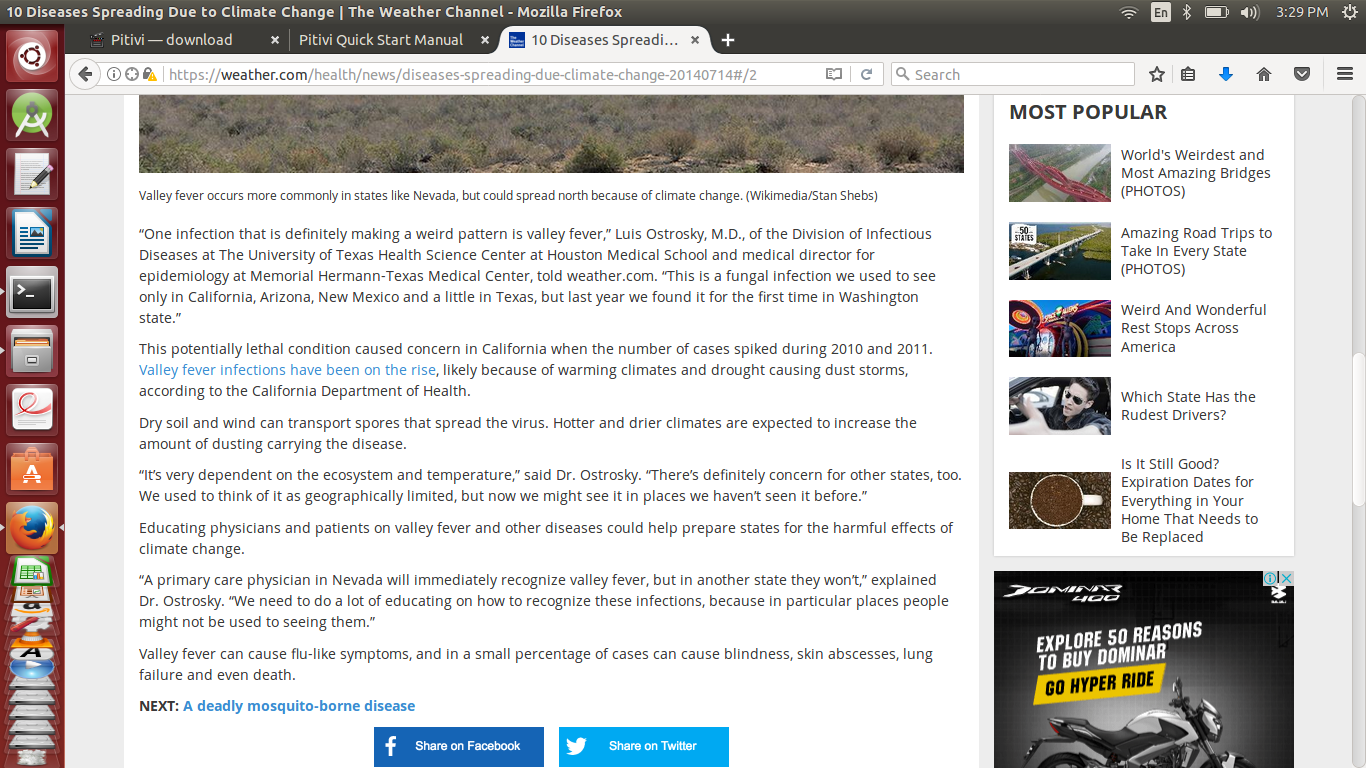 10 Diseases Spreading Due to Climate Change | The Weather Channel - Mozilla Firefox
En
3:29 PM
Pitivi — download
Pitivi Quick Start Manual
10 Diseases Spreadi...
https://weather.com/health/news/diseases-spreading-due-climate-change-20140714#/2
Search
Valley fever occurs more commonly in states like Nevada, but could spread north because of climate change. (Wikimedia/Stan Shebs)
“One infection that is definitely making a weird pattern is valley fever,” Luis Ostrosky, M.D., of the Division of Infectious
Diseases at The University of Texas Health Science Center at Houston Medical School and medical director for
epidemiology at Memorial Hermann-Texas Medical Center, told weather.com. “This is a fungal infection we used to see
only in California, Arizona, New Mexico and a little in Texas, but last year we found it for the first time in Washington
state.”
This potentially lethal condition caused concern in California when the number of cases spiked during 2010 and 2011.
Valley fever infections have been on the rise, likely because of warming climates and drought causing dust storms,
according to the California Department of Health.
Dry soil and wind can transport spores that spread the virus. Hotter and drier climates are expected to increase the
amount of dusting carrying the disease.
“It’s very dependent on the ecosystem and temperature,” said Dr. Ostrosky. “There’s definitely concern for other states, too.
We used to think of it as geographically limited, but now we might see it in places we haven’t seen it before.”
Educating physicians and patients on valley fever and other diseases could help prepare states for the harmful effects of
climate change.
“A primary care physician in Nevada will immediately recognize valley fever, but in another state they won’t,” explained
Dr. Ostrosky. “We need to do a lot of educating on how to recognize these infections, because in particular places people
might not be used to seeing them.”
Valley fever can cause flu-like symptoms, and in a small percentage of cases can cause blindness, skin abscesses, lung
failure and even death.
NEXT: A deadly mosquito-borne disease
Share on Facebook
Share on Twitter
MOST POPULAR
World's Weirdest and
Most Amazing Bridges
(PHOTOS)
50
STATES
Amazing Road Trips to
Take In Every State
(PHOTOS)
Weird And Wonderful
Rest Stops Across
America
Which State Has the
Rudest Drivers?
Is It Still Good?
Expiration Dates for
Everything in Your
Home That Needs to
Be Replaced
DOMINAR
400
BAJAJ
EXPLORE 50 REASONS
TO BUY DOMINAR
GO HYPER RIDE